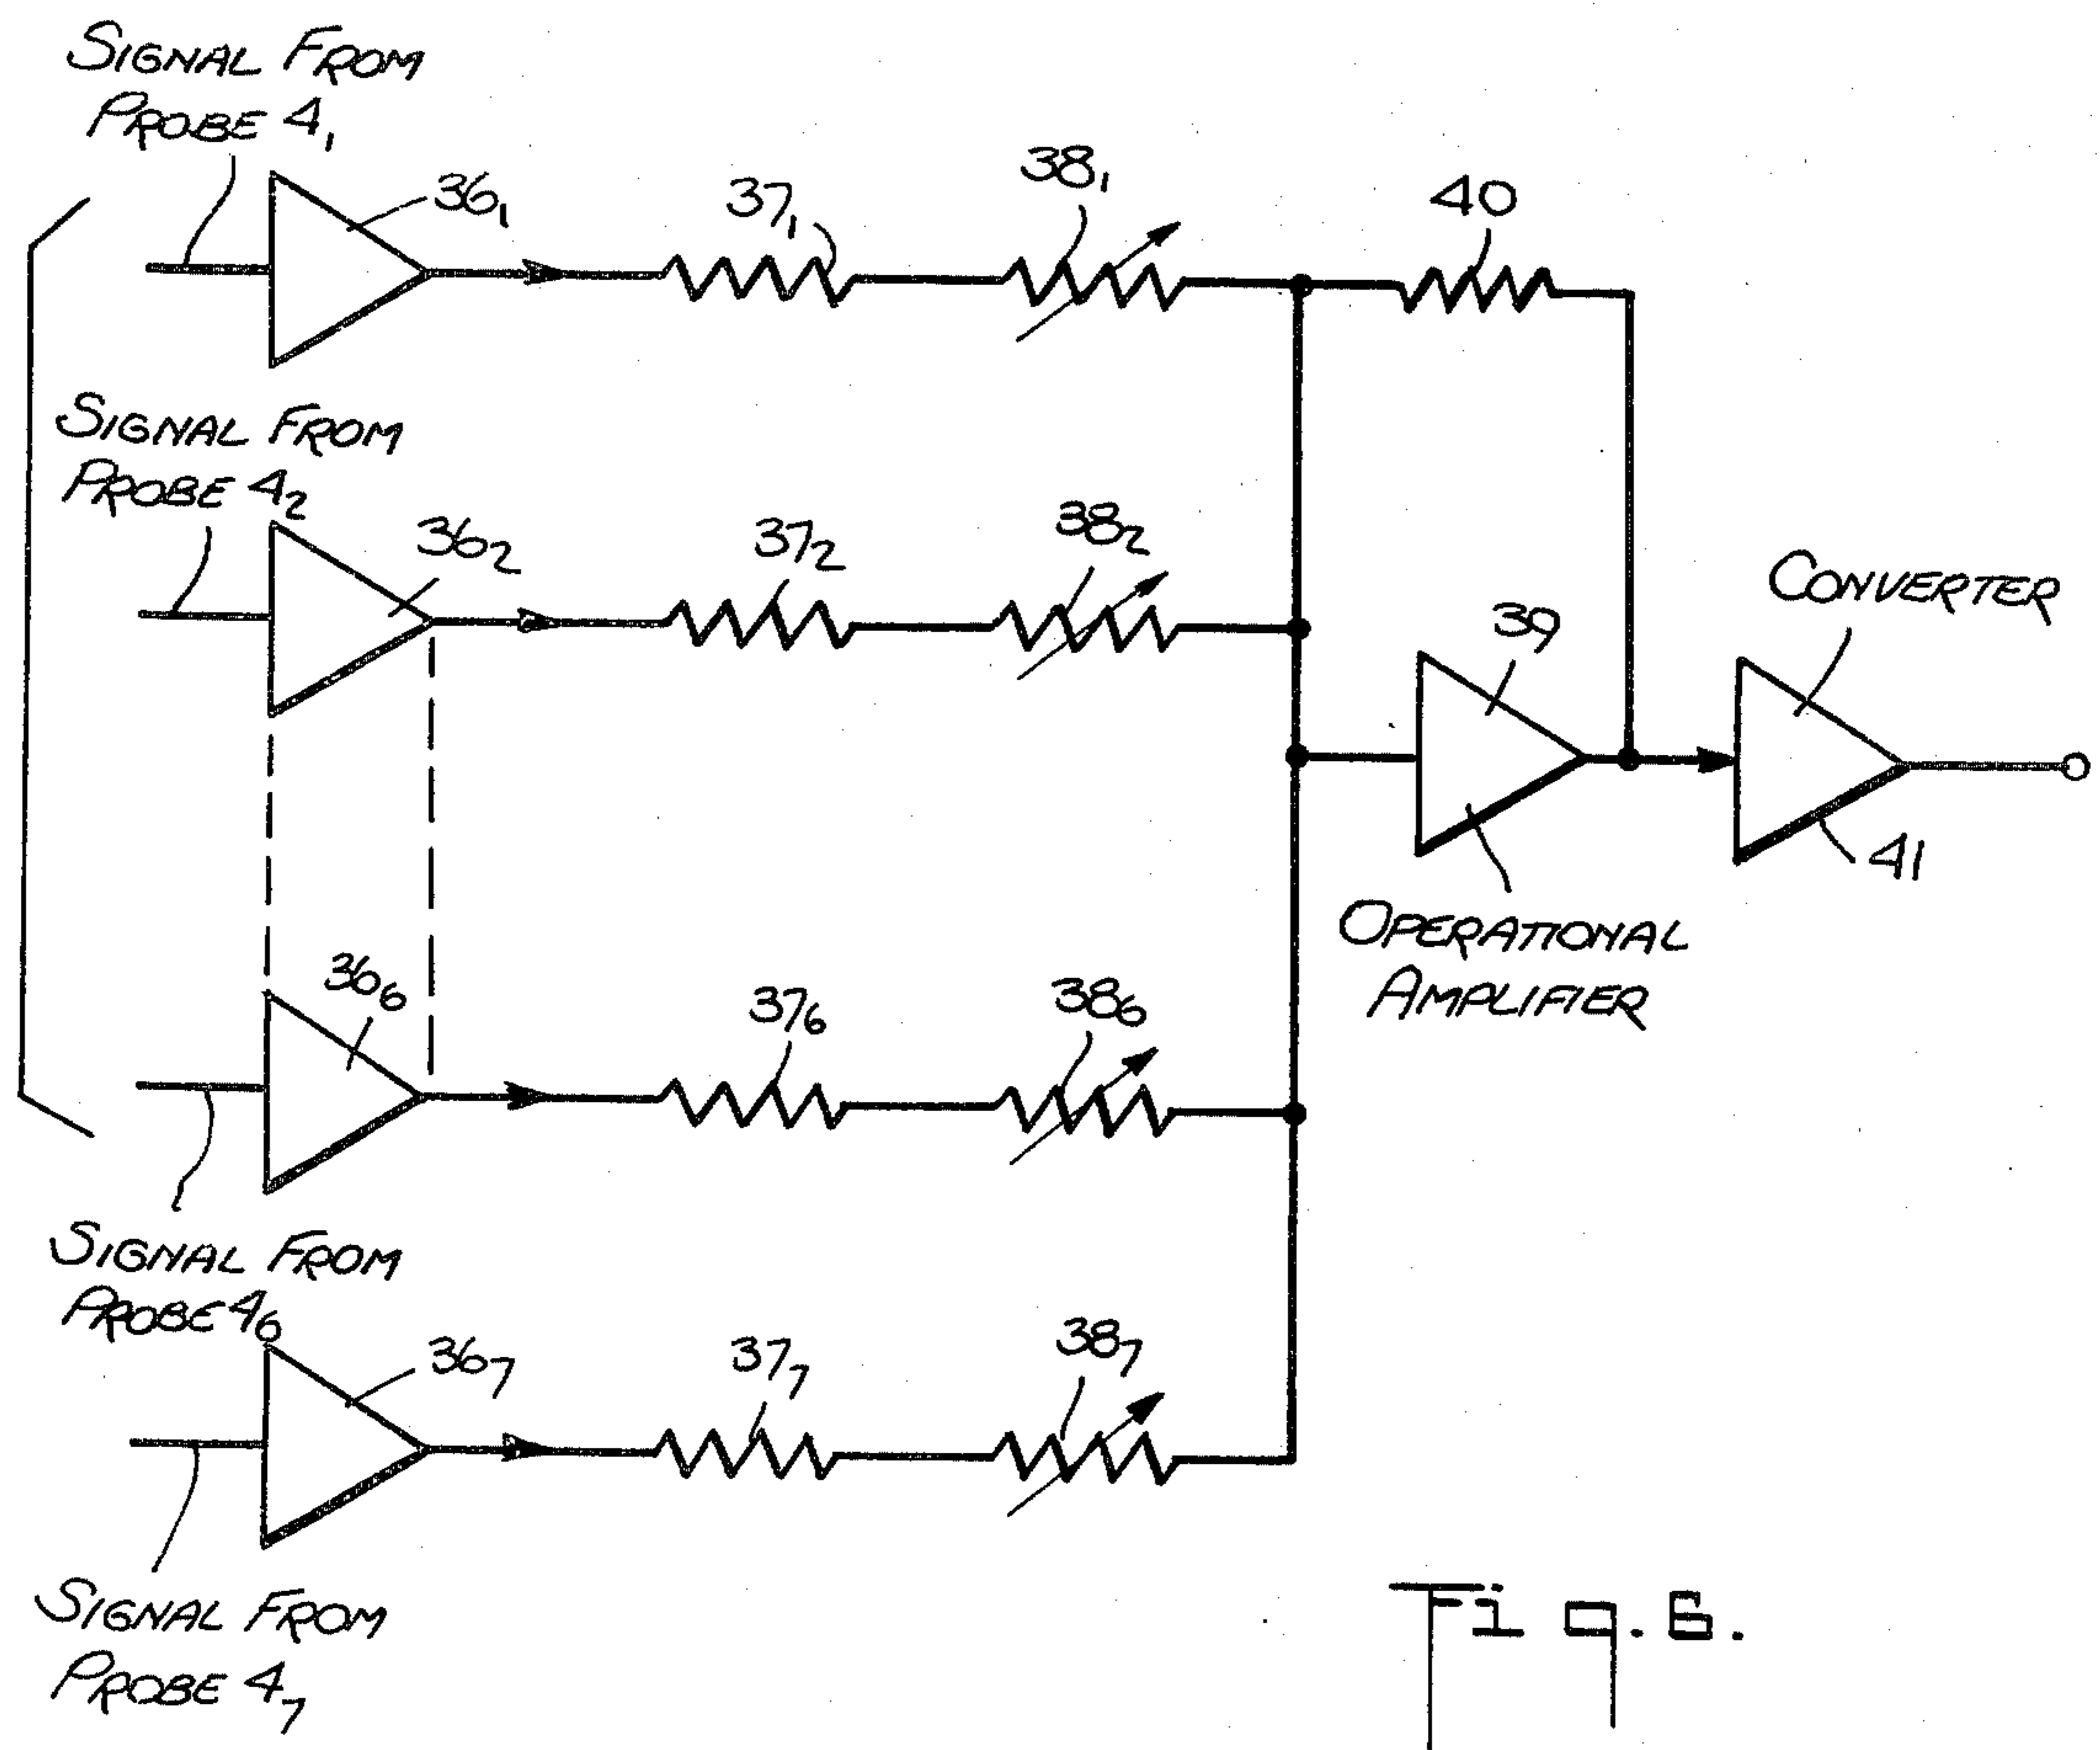 SIGNAL FROM
PROBE 4₁
36₁
37₁
38₁
40
SIGNAL FROM
PROBE 4₂
36₂
37₂
38₂
39
CONVERTER
41
OPERATIONAL
AMPLIFIER
36₆
37₆
38₆
SIGNAL FROM
PROBE 4₆
36₇
37₇
38₇
SIGNAL FROM
PROBE 4₇
Fig.6.